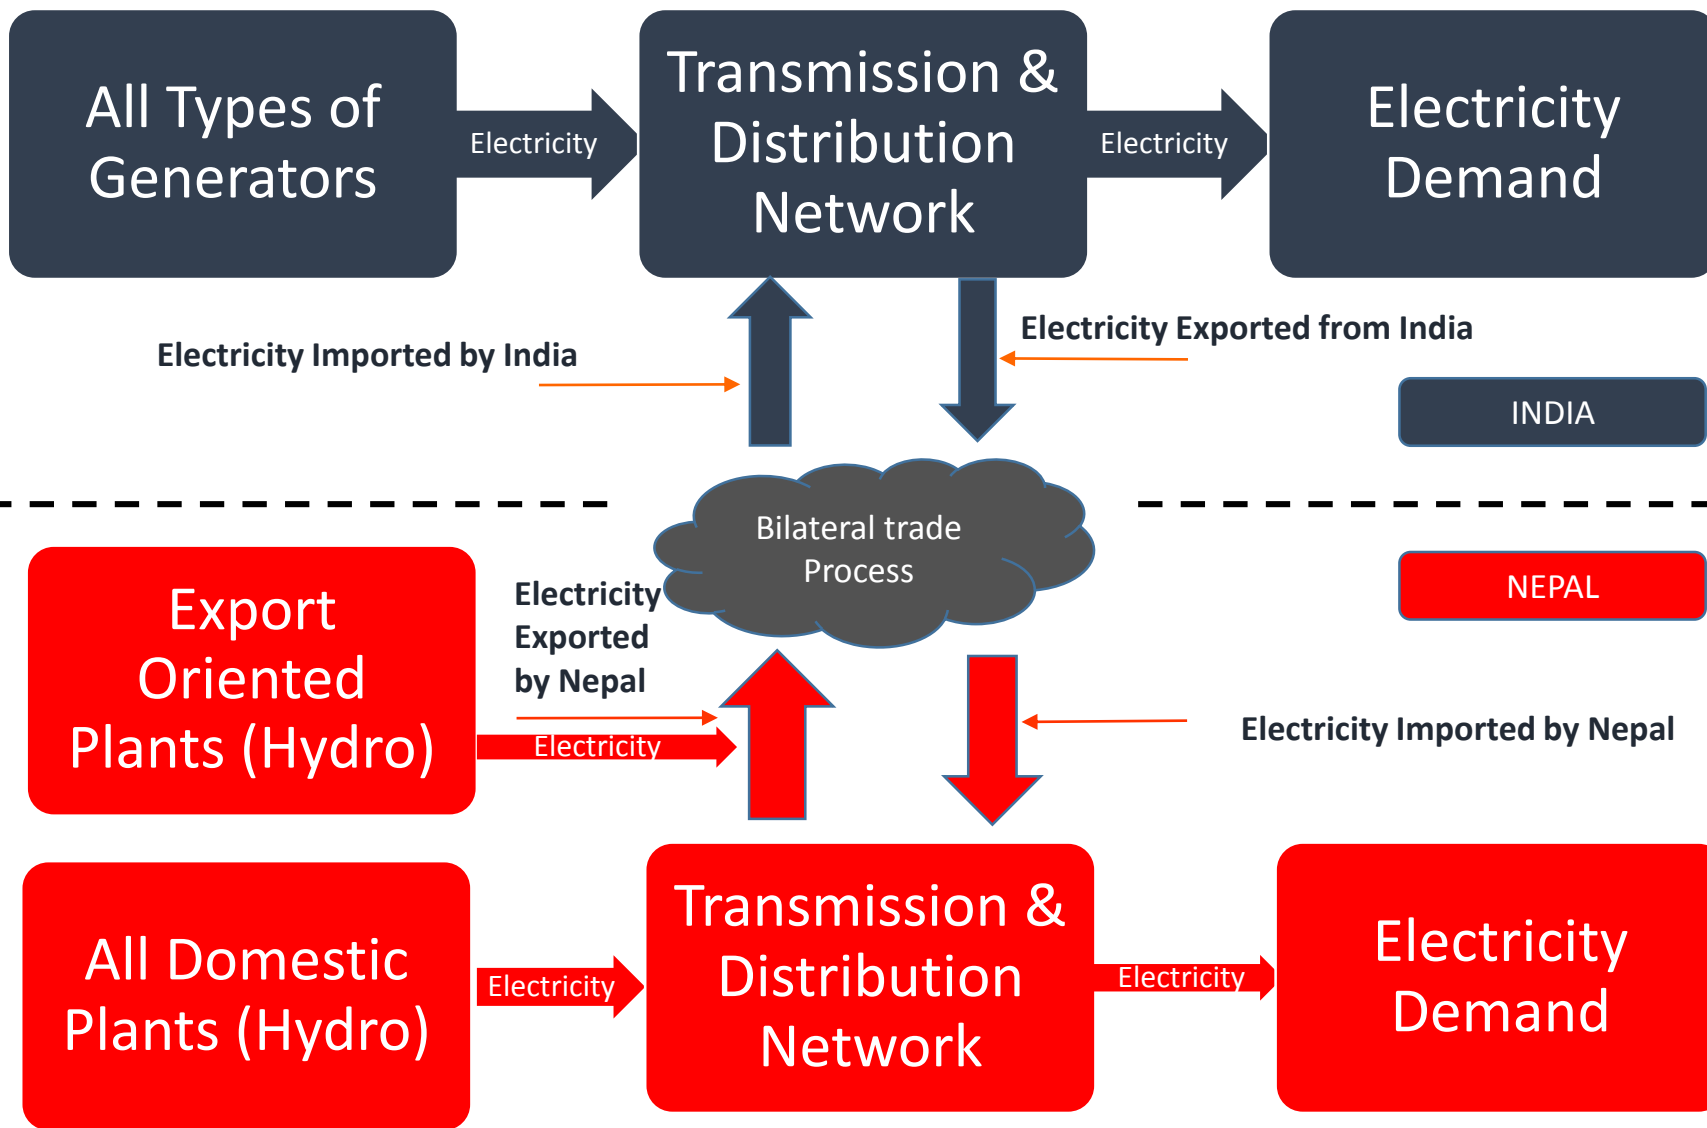 All Types of
Generators
Electricity
Transmission &
Distribution
Network
Electricity
Electricity
Demand
Electricity Imported by India
Electricity Exported from India
INDIA
Bilateral trade
Process
NEPAL
Export
Oriented
Plants (Hydro)
Electricity
Exported
by Nepal
Electricity
Electricity Imported by Nepal
All Domestic
Plants (Hydro)
Electricity
Transmission &
Distribution
Network
Electricity
Electricity
Demand